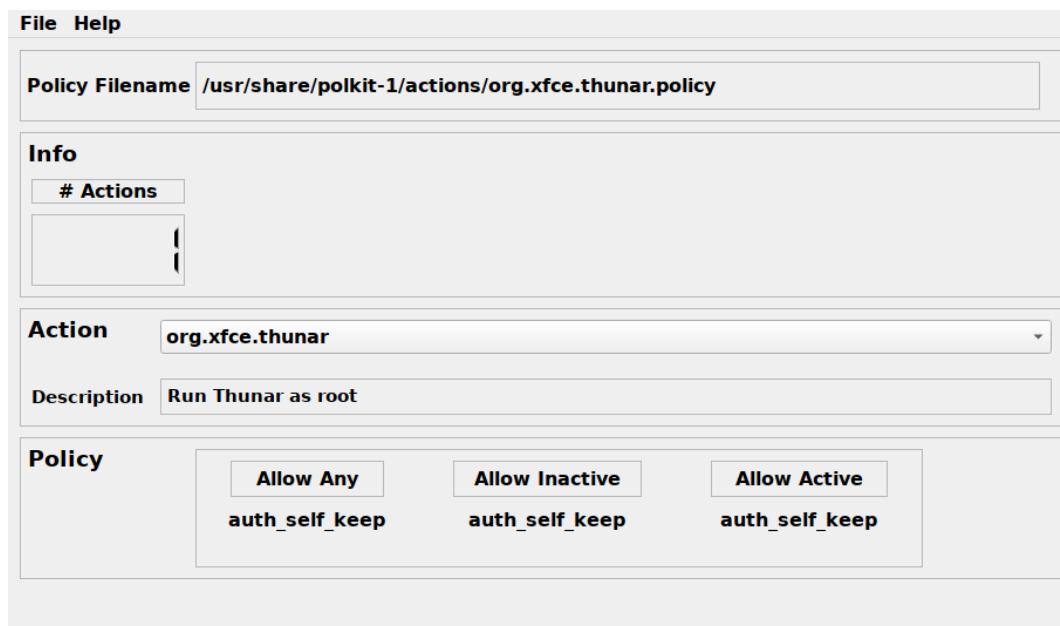 File Help
Policy Filename /usr/share/polkit-1/actions/org.xfce.thunar.policy
Info
# Actions
Action org.xfce.thunar
Description Run Thunar as root
Policy
Allow Any Allow Inactive Allow Active
auth_self_keep auth_self_keep auth_self_keep